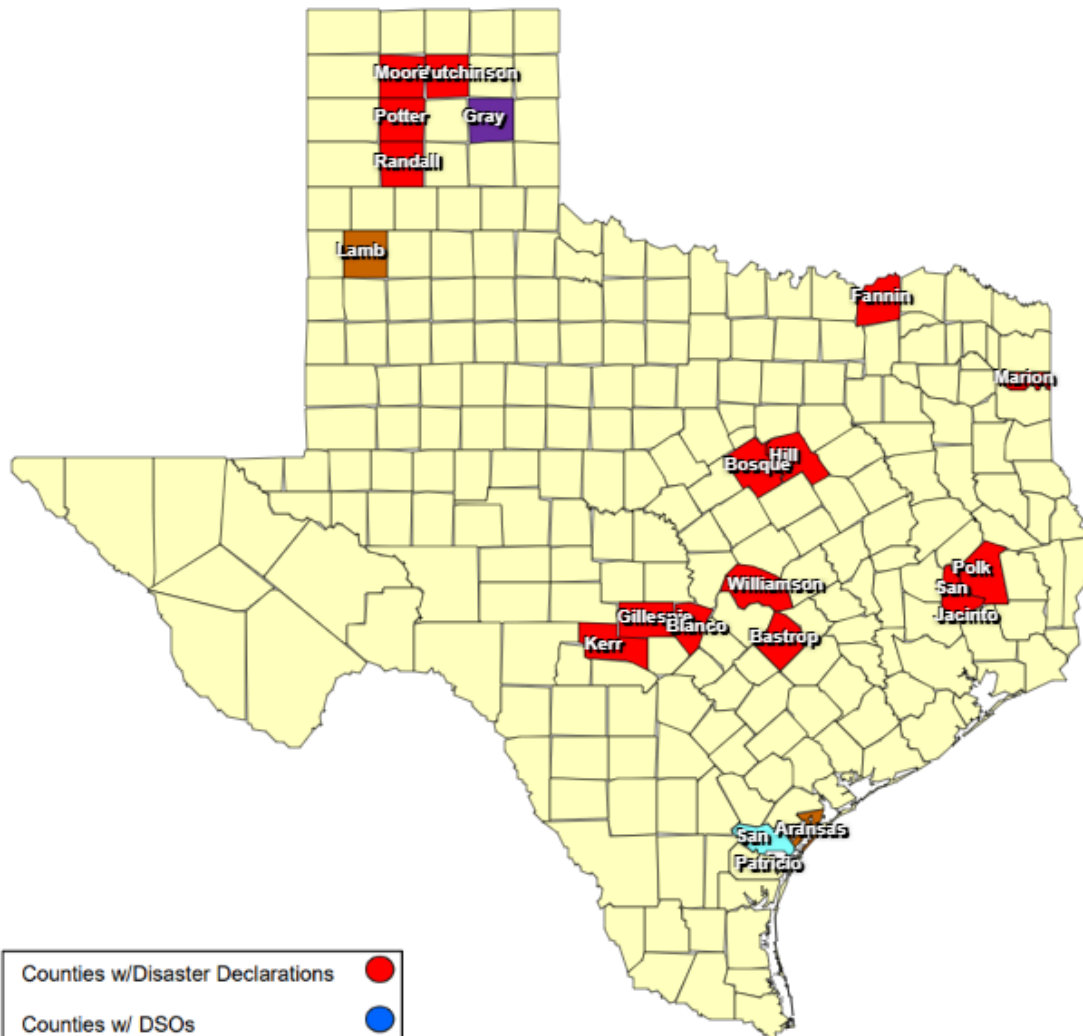 Moore
Hutchinson
Potter
Gray
Randall
Lamb
Fannin
Marion
Hill
Bosque
Polk
Williamson
San
Jacinto
Gillespie
Blanco
Bastrop
Kerr
Aransas
San
Patricio
Counties w/Disaster Declarations
Counties w/ DSOs